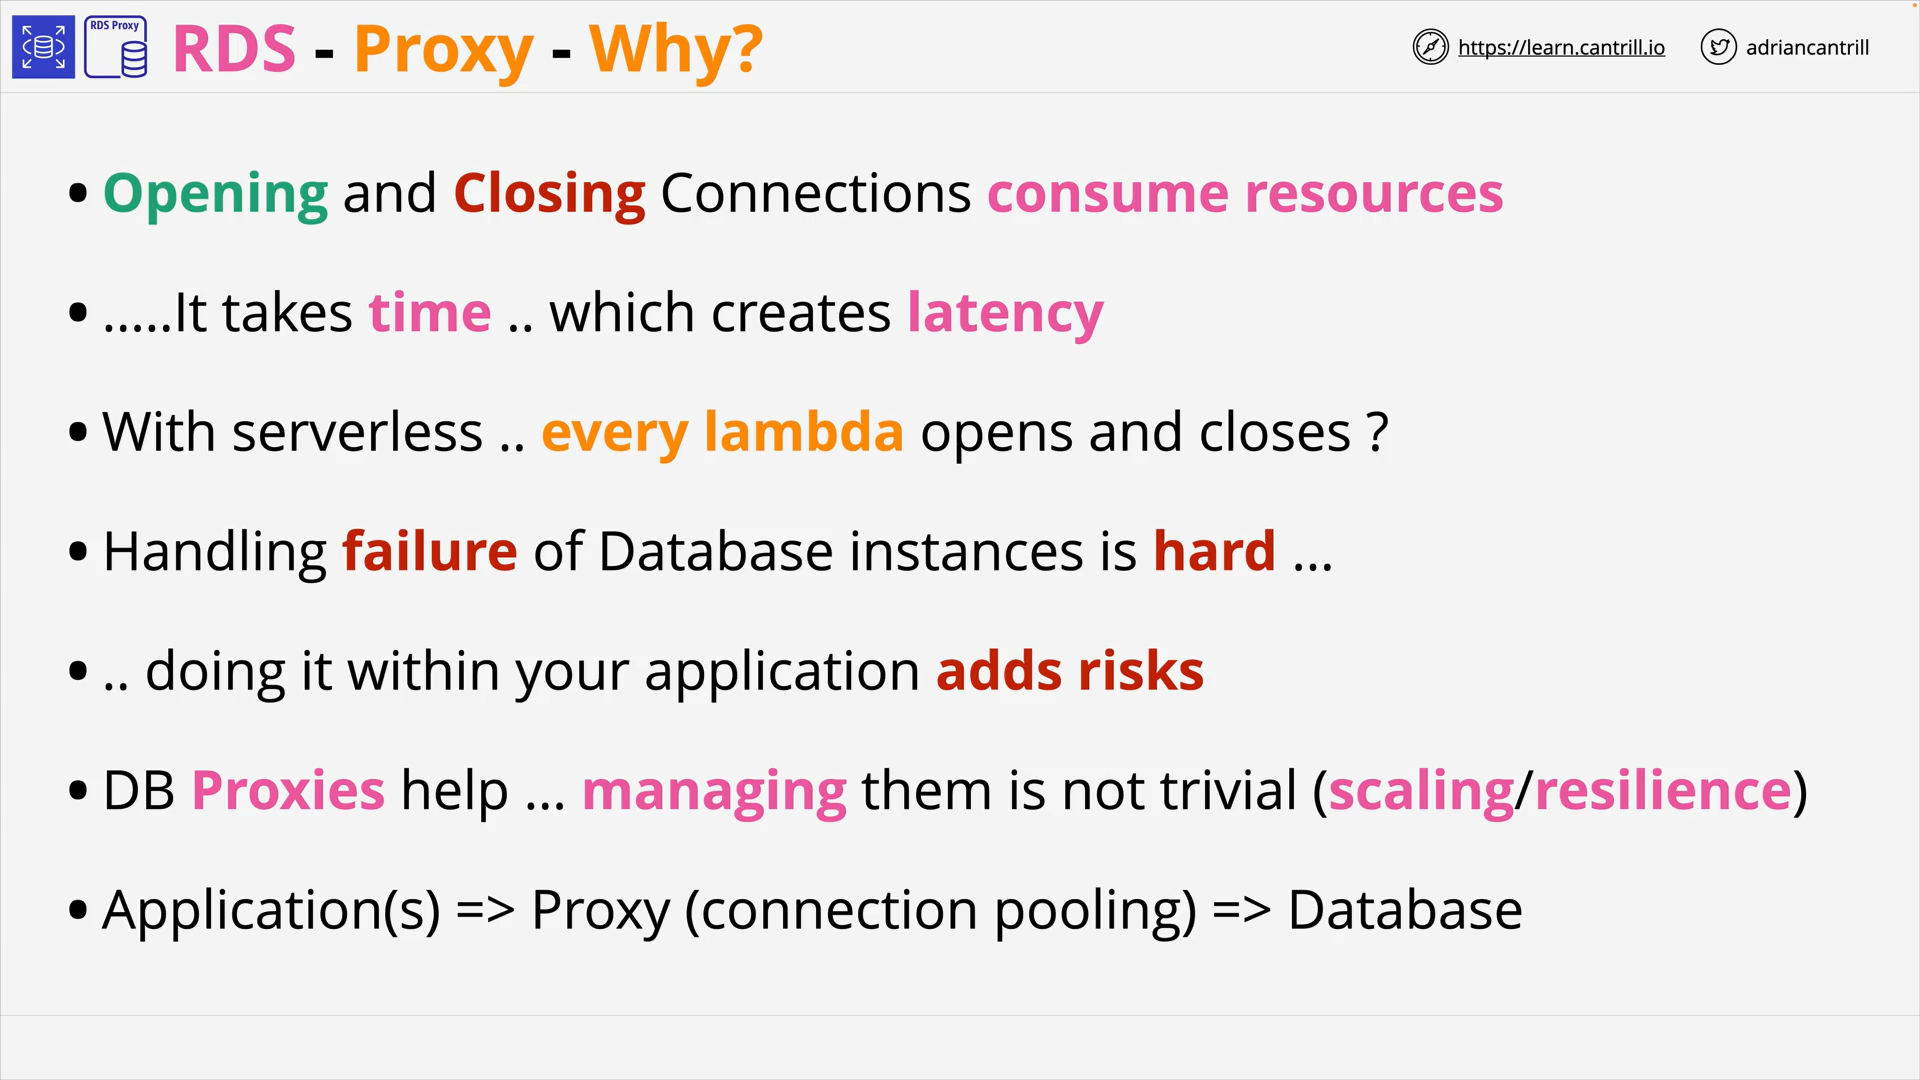 RDS Proxy
RDS - Proxy - Why?
https://learn.cantrill.io
adriancantrill
• Opening and Closing Connections consume resources
• .....It takes time .. which creates latency
• With serverless .. every lambda opens and closes ?
• Handling failure of Database instances is hard ...
• .. doing it within your application adds risks
• DB Proxies help ... managing them is not trivial (scaling/resilience)
• Application(s) => Proxy (connection pooling) => Database